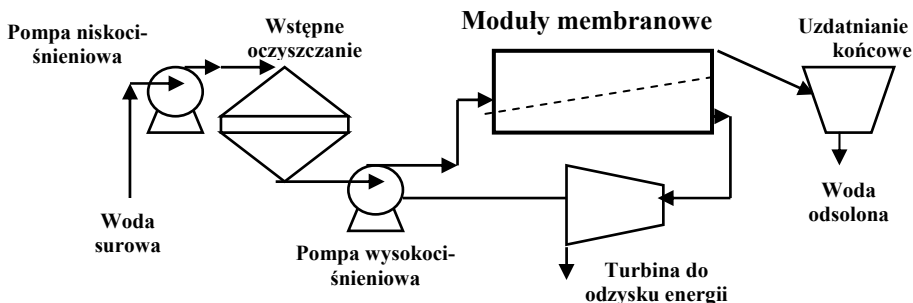 Pompa niskoci-
śnieniowa
Wstępne
oczyszczanie
Moduły membranowe
Uzdatnianie
końcowe
Woda
surowa
Pompa wysokoci-
śnieniowa
Turbina do
odzysku energii
Woda
odsolona